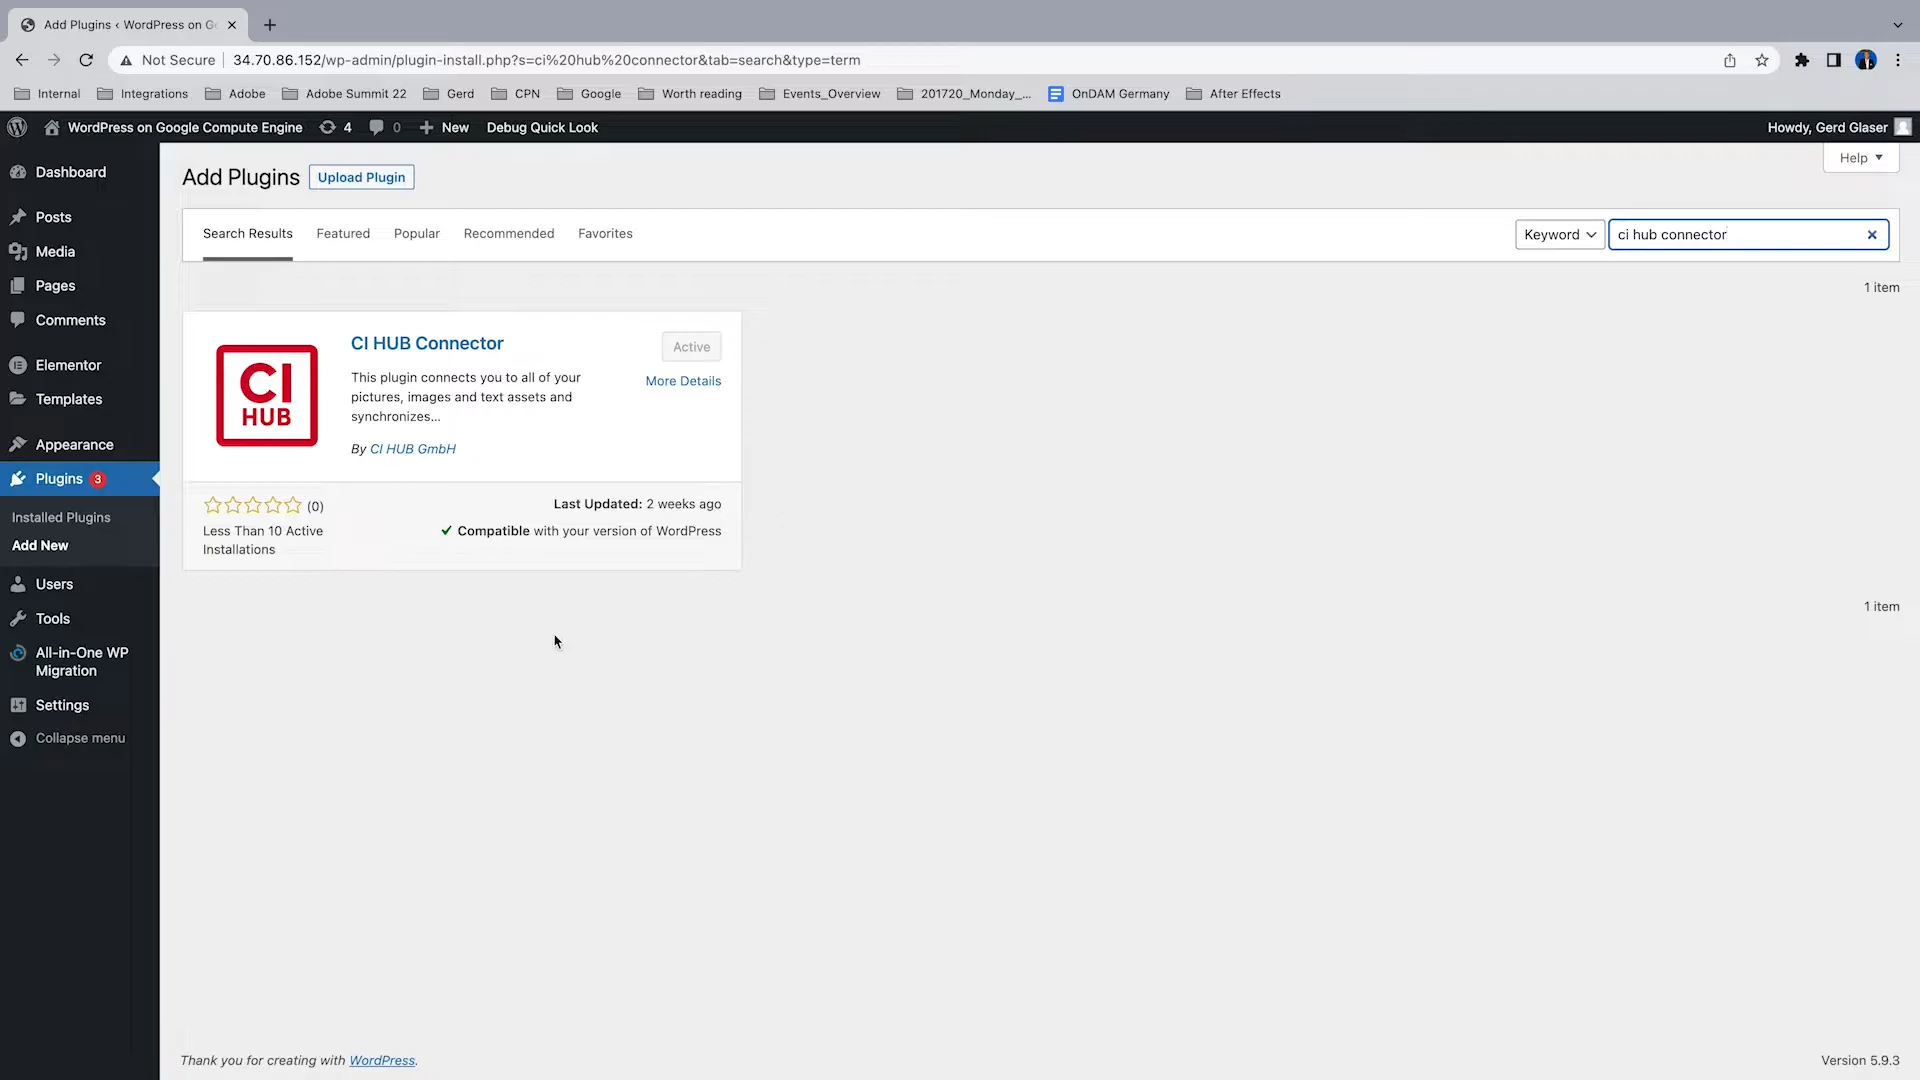 Add Plugins ‹ WordPress on G
Not Secure
34.70.86.152/wp-admin/plugin-install.php?s=ci%20hub%20connector&tab=search&type=term
Internal
Integrations
Adobe
Adobe Summit 22
Gerd
CPN
Google
Worth reading
Events_Overview
201720_Monday_...
OnDAM Germany
After Effects
WordPress on Google Compute Engine
4
0
New
Debug Quick Look
Howdy, Gerd Glaser
Dashboard
Posts
Media
Pages
Comments
Elementor
Templates
Appearance
Plugins 3
Installed Plugins
Add New
Users
Tools
All-in-One WP
Migration
Settings
Collapse menu
Help
Add Plugins
Upload Plugin
Search Results
Featured
Popular
Recommended
Favorites
Keyword
ci hub connector
1 item
CI
HUB
CI HUB Connector
Active
More Details
This plugin connects you to all of your
pictures, images and text assets and
synchronizes...
By CI HUB GmbH
(0)
Less Than 10 Active
Installations
Last Updated: 2 weeks ago
Compatible with your version of WordPress
1 item
Thank you for creating with WordPress.
Version 5.9.3